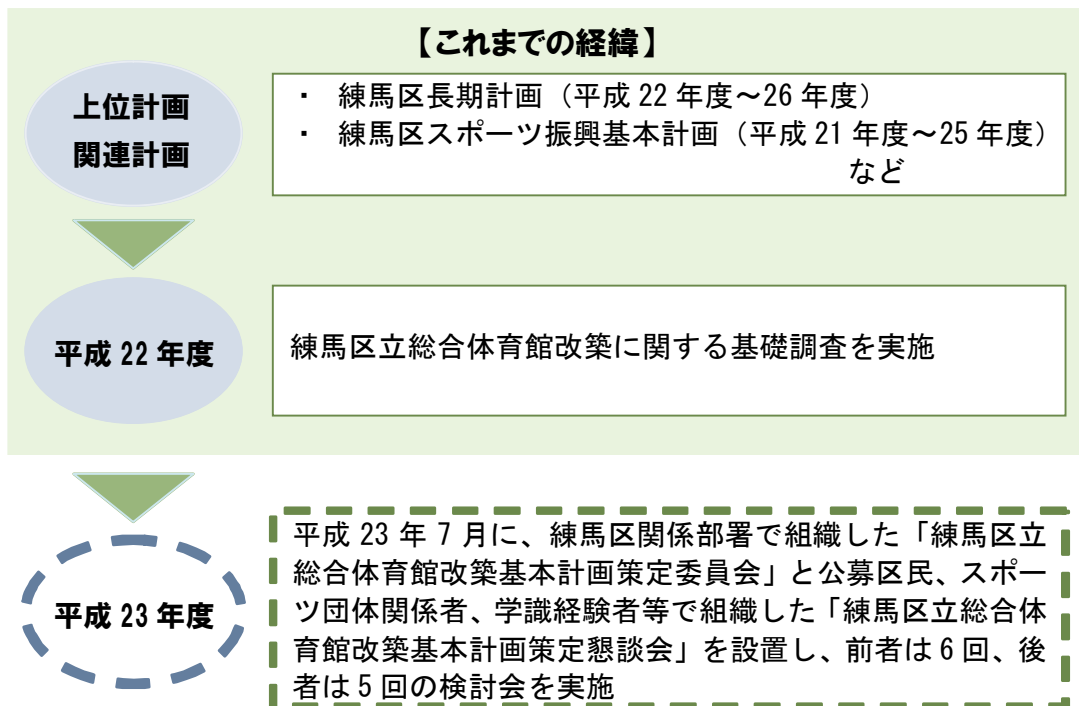 【これまでの経緯】
上位計画
関連計画
・ 練馬区長期計画（平成 22 年度～26 年度）
・ 練馬区スポーツ振興基本計画（平成 21 年度～25 年度）
など
平成 22 年度
練馬区立総合体育館改築に関する基礎調査を実施
平成 23 年度
平成 23 年 7 月に、練馬区関係部署で組織した「練馬区立
総合体育館改築基本計画策定委員会」と公募区民、スポー
ツ団体関係者、学識経験者等で組織した「練馬区立総合体
育館改築基本計画策定懇談会」を設置し、前者は 6 回、後
者は 5 回の検討会を実施